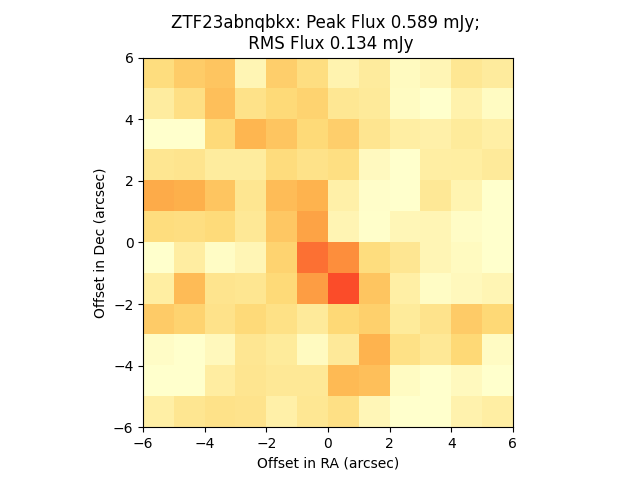 ZTF23abnqbkx: Peak Flux 0.589 mJy;
RMS Flux 0.134 mJy
6
4
2
0
−2
−4
−6
Offset in Dec (arcsec)
−6 −4 −2 0 2 4 6
Offset in RA (arcsec)